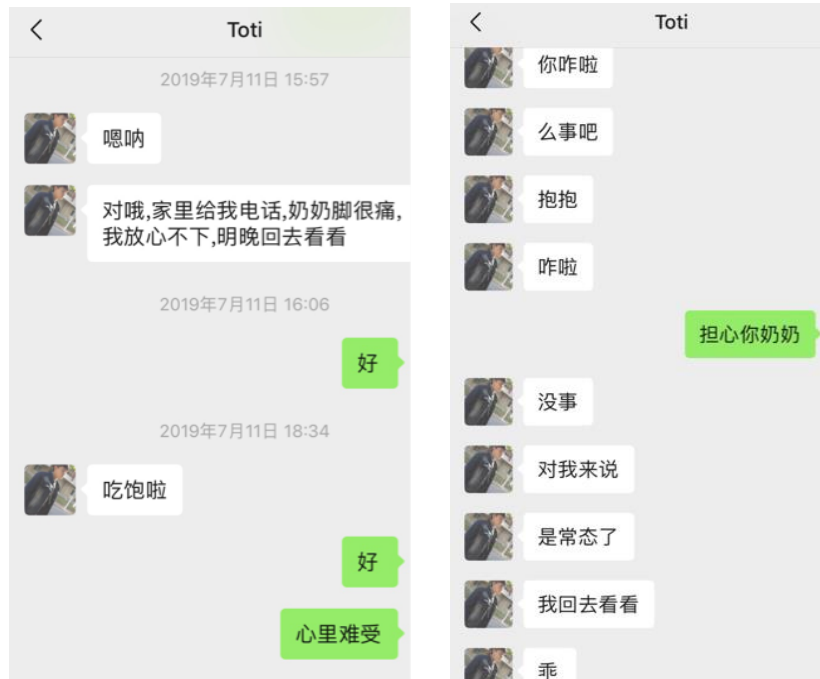 Toti
2019年7月11日 15:57
嗯呐
对哦,家里给我电话,奶奶脚很痛,
我放心不下,明晚回去看看
2019年7月11日 16:06
好
2019年7月11日 18:34
吃饱啦
好
心里难受
Toti
你咋啦
么事吧
抱抱
咋啦
担心你奶奶
没事
对我来说
是常态了
我回去看看
乖